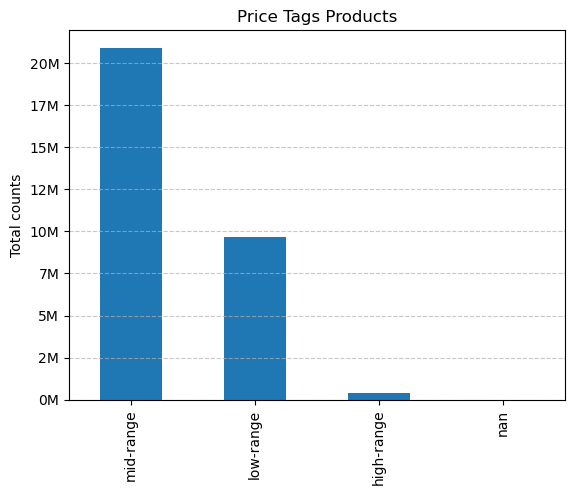 Price Tags Products
Total counts
20M
17M
15M
12M
10M
7M
5M
2M
0M
mid-range
low-range
high-range
nan